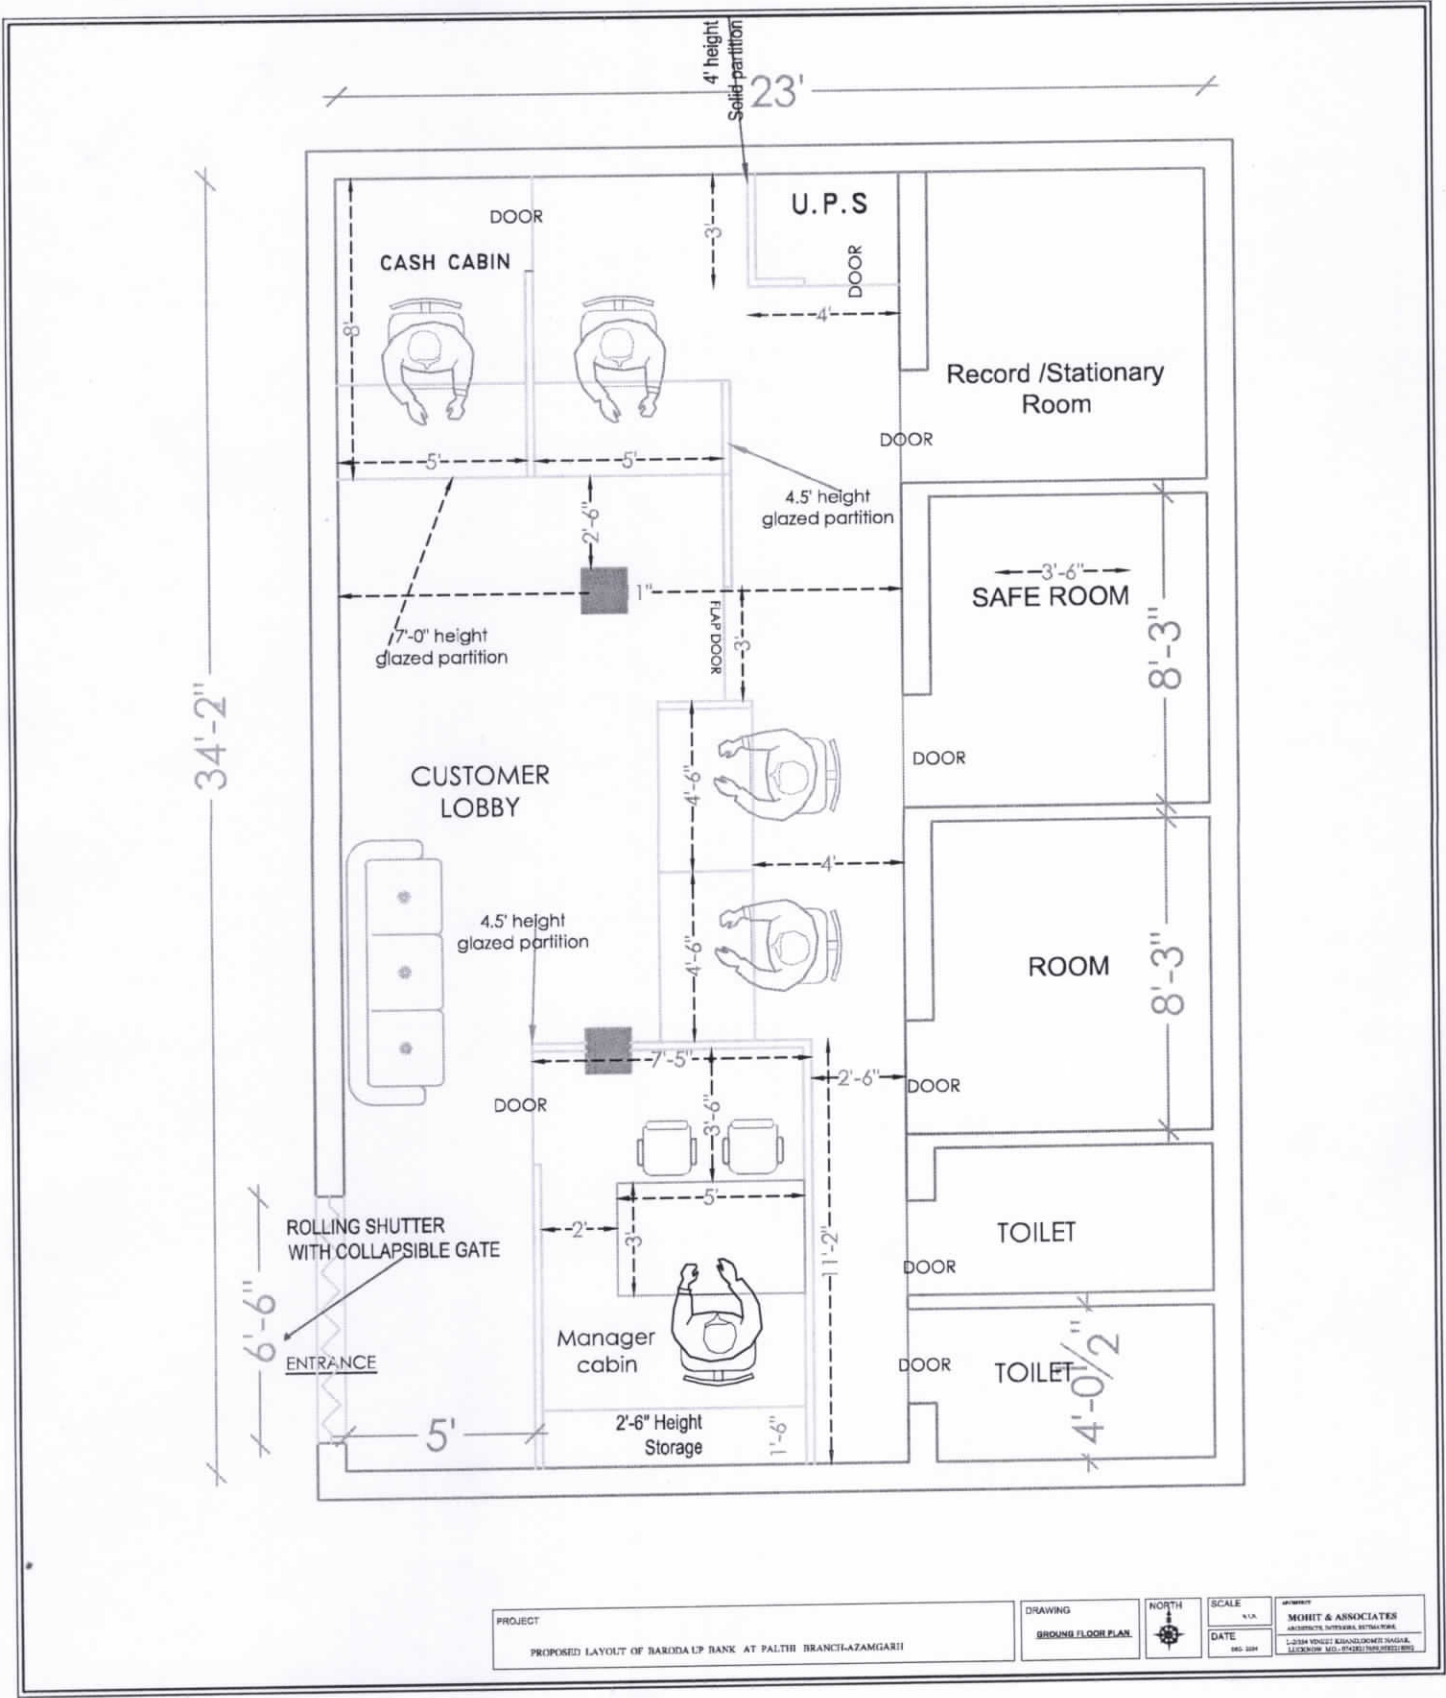 4' height
Solid partition
23'
DOOR
U.P.S
3'
CASH CABIN
DOOR
8'
4'
Record /Stationary
Room
DOOR
5'
5'
4.5' height
glazed partition
2'-6"
3'-6"
SAFE ROOM
1"
7'-0" height
glazed partition
FLAP DOOR
3'
8'-3"
34'-2"
CUSTOMER
LOBBY
4'-6"
DOOR
4'
4.5' height
glazed partition
4'-6"
ROOM
8'-3"
7'-5"
2'-6"
DOOR
DOOR
3'-6"
5'
ROLLING SHUTTER
WITH COLLAPSIBLE GATE
2'
3'
11'-2"
TOILET
DOOR
6'-6"
ENTRANCE
Manager
cabin
DOOR
TOILET
4'-01/2"
5'
2'-6" Height
Storage
1'-6"
PROJECT
PROPOSED LAYOUT OF BARODA UP BANK AT PALTHI BRANCH-AZAMGARH
DRAWING
GROUNG FLOOR PLAN
NORTH
SCALE
DATE
MOHIT & ASSOCIATES